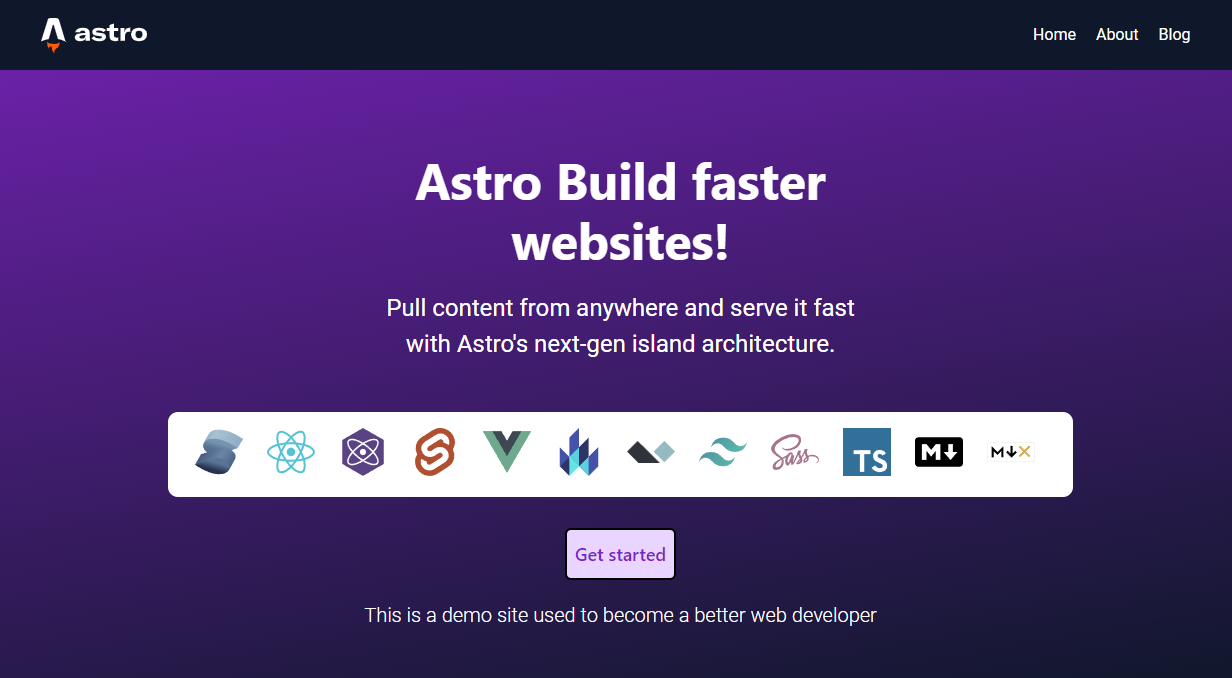 astro
Home About Blog
Astro Build faster
websites!
Pull content from anywhere and serve it fast
with Astro's next-gen island architecture.
Sass TS M M
Get started
This is a demo site used to become a better web developer